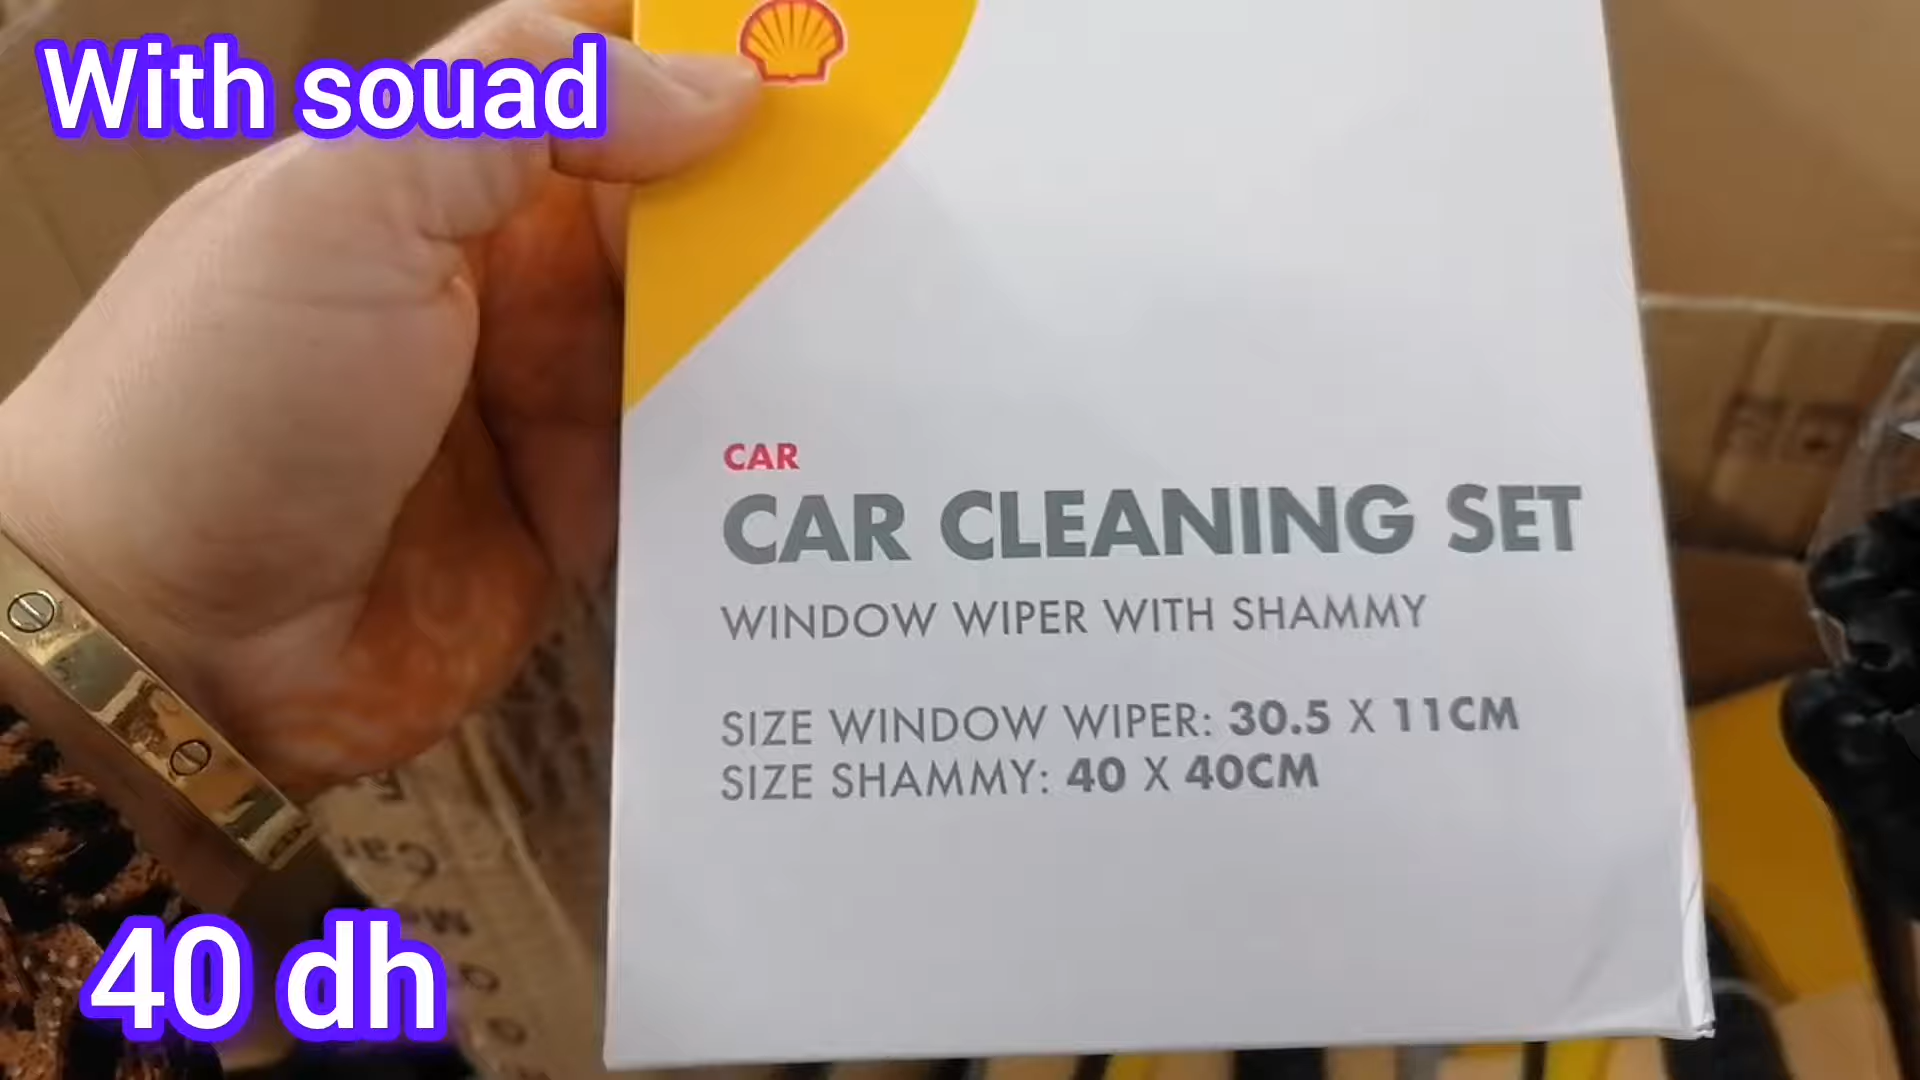 With souad
CAR
CAR CLEANING SET
WINDOW WIPER WITH SHAMMY
SIZE WINDOW WIPER: 30.5 X 11CM
SIZE SHAMMY: 40 X 40CM
Car
40 dh